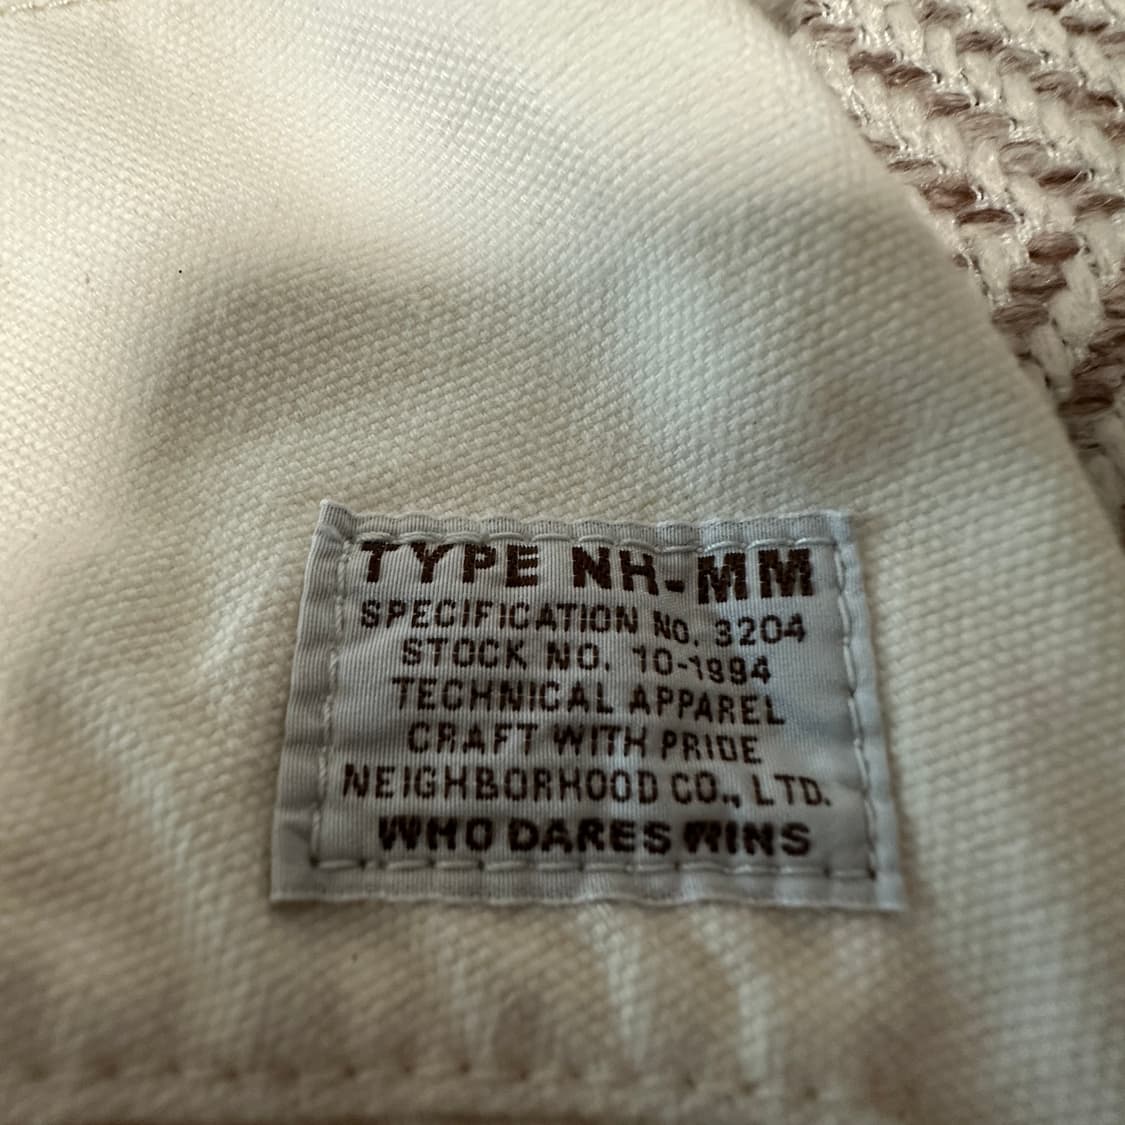 TYPE NH-MM
SPECIFICATION NO. 3204
STOCK NO. 10-1994
TECHNICAL APPAREL
CRAFT WITH PRIDE
NEIGHBORHOOD CO., LTD.
WHO DARES WINS